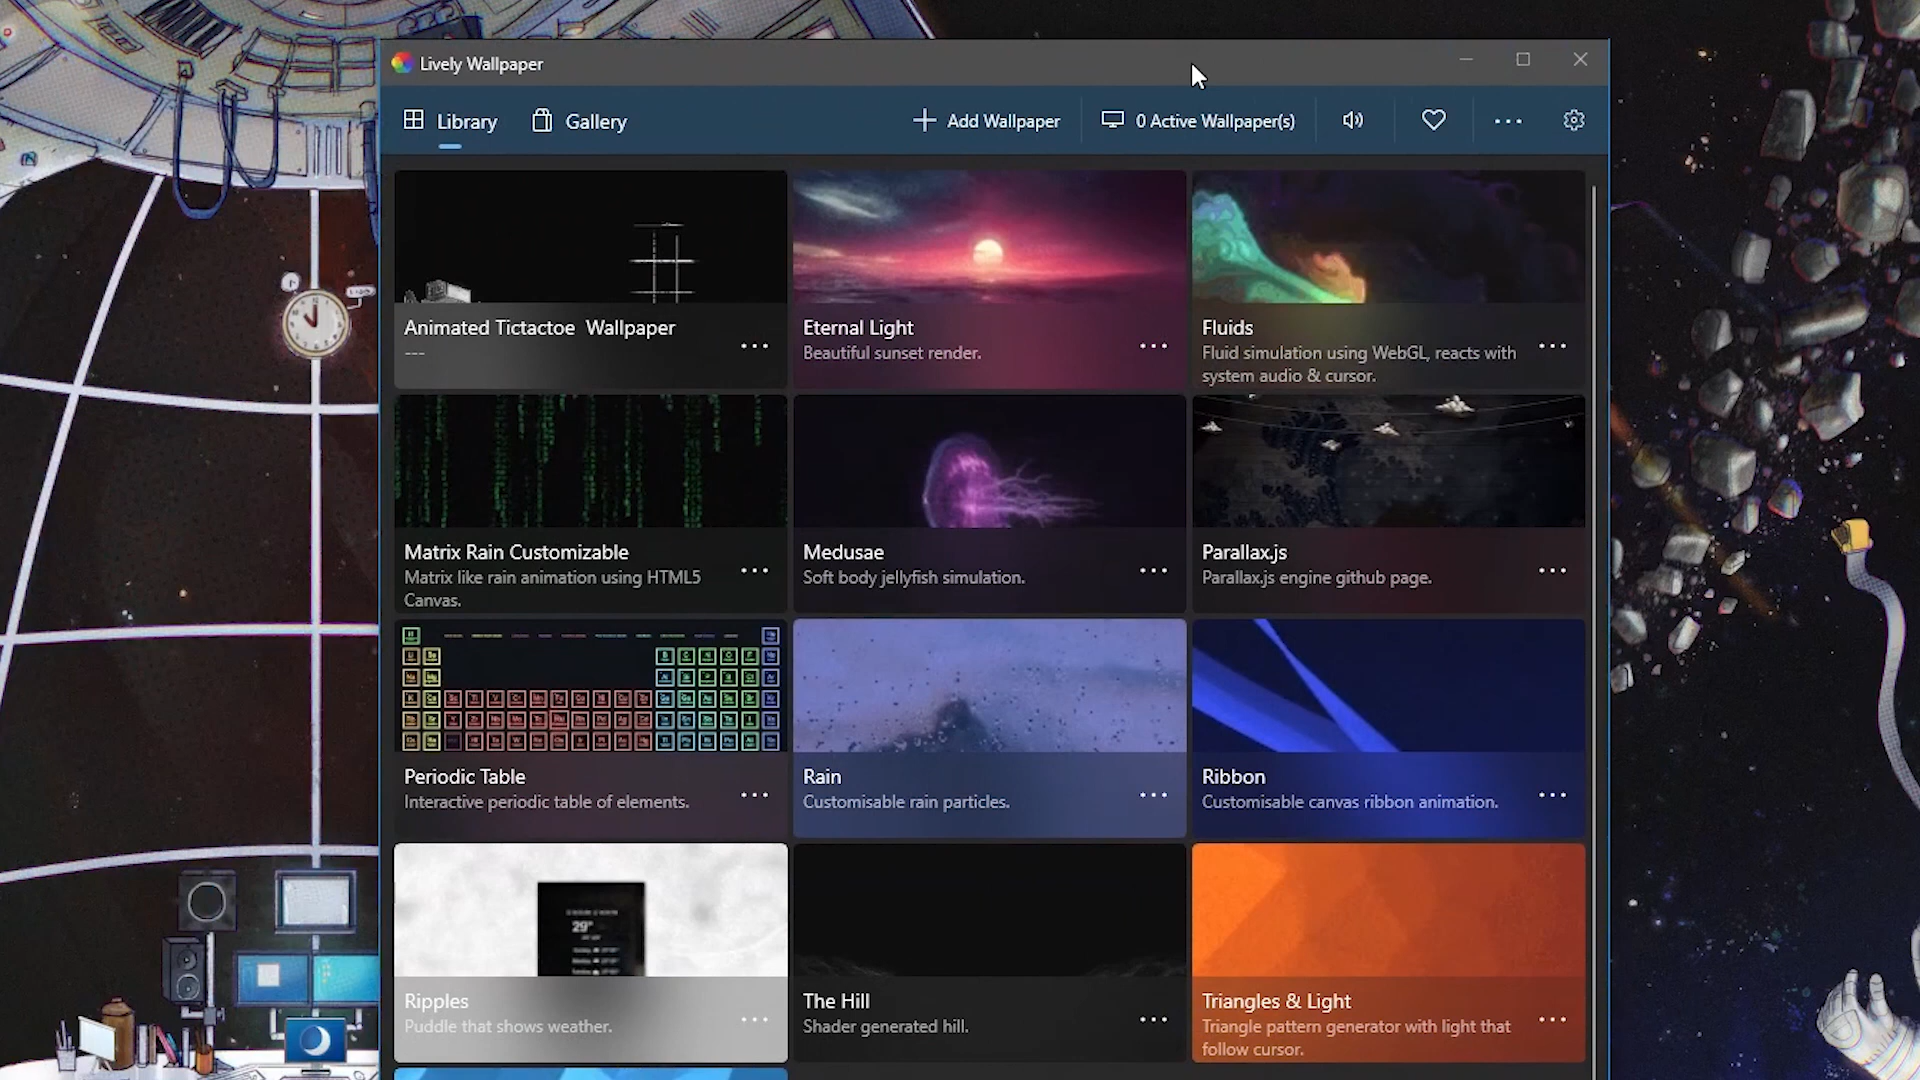 Lively Wallpaper
Library
Gallery
Add Wallpaper
0 Active Wallpaper(s)
Animated Tictactoe Wallpaper
---
Eternal Light
Beautiful sunset render.
Fluids
Fluid simulation using WebGL, reacts with
system audio & cursor.
Matrix Rain Customizable
Matrix like rain animation using HTML5
Canvas.
Medusae
Soft body jellyfish simulation.
Parallax.js
Parallax.js engine github page.
Periodic Table
Interactive periodic table of elements.
Rain
Customisable rain particles.
Ribbon
Customisable canvas ribbon animation.
29°
Ripples
Puddle that shows weather.
The Hill
Shader generated hill.
Triangles & Light
Triangle pattern generator with light that
follow cursor.